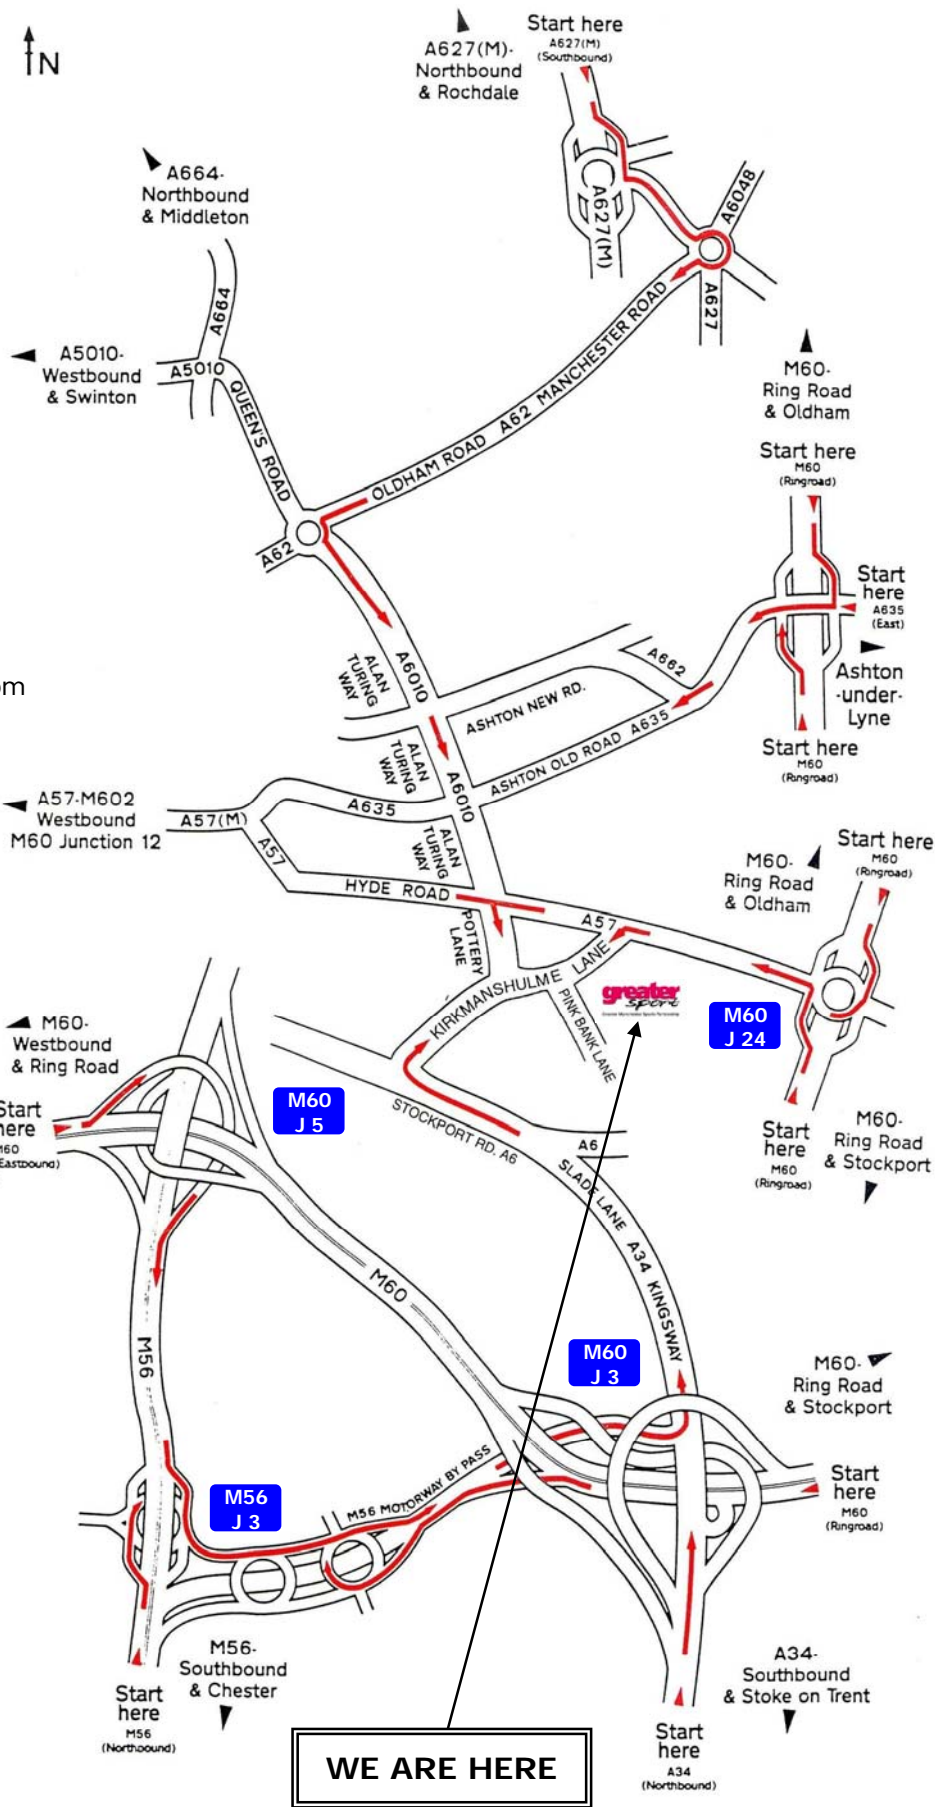 N
A627(M)-
Northbound
& Rochdale
Start here
A627(M)
(Southbound)
A664-
Northbound
& Middleton
A6048
A627(M)
A627
A664
A5010-
Westbound
& Swinton
A5010
QUEEN'S ROAD
OLDHAM ROAD A62 MANCHESTER ROAD
A62
M60-
Ring Road
& Oldham
Start here
M60
(Ringroad)
Start
here
A635
(East)
Ashton
-under-
Lyne
Start here
M60
(Ringroad)
om
ALAN
TURING
WAY
A6010
A662
ASHTON NEW RD.
ASHTON OLD ROAD A635
ALAN
TURING
WAY
A6010
A57-M602
Westbound
M60 Junction 12
A57(M)
A635
A57
ALAN
TURING
WAY
HYDE ROAD
A57
POTTERY
LANE
KIRKMANSHULME LANE
PINK BANK LANE
M60-
Ring Road
& Oldham
Start here
M60
(Ringroad)
greater
sport
Greater Manchester Sports Partnership
M60
J 24
M60-
Westbound
& Ring Road
Start
here
M60
Eastbound)
M60
J 5
STOCKPORT RD. A6
A6
Start
here
M60
(Ringroad)
M60-
Ring Road
& Stockport
SLADE LANE A34 KINGSWAY
M60
M56
M60
J 3
M60-
Ring Road
& Stockport
M56
J 3
M56 MOTORWAY BY PASS
Start
here
M60
(Ringroad)
M56-
Southbound
& Chester
Start
here
M56
(Northbound)
A34-
Southbound
& Stoke on Trent
Start
here
A34
(Northbound)
WE ARE HERE